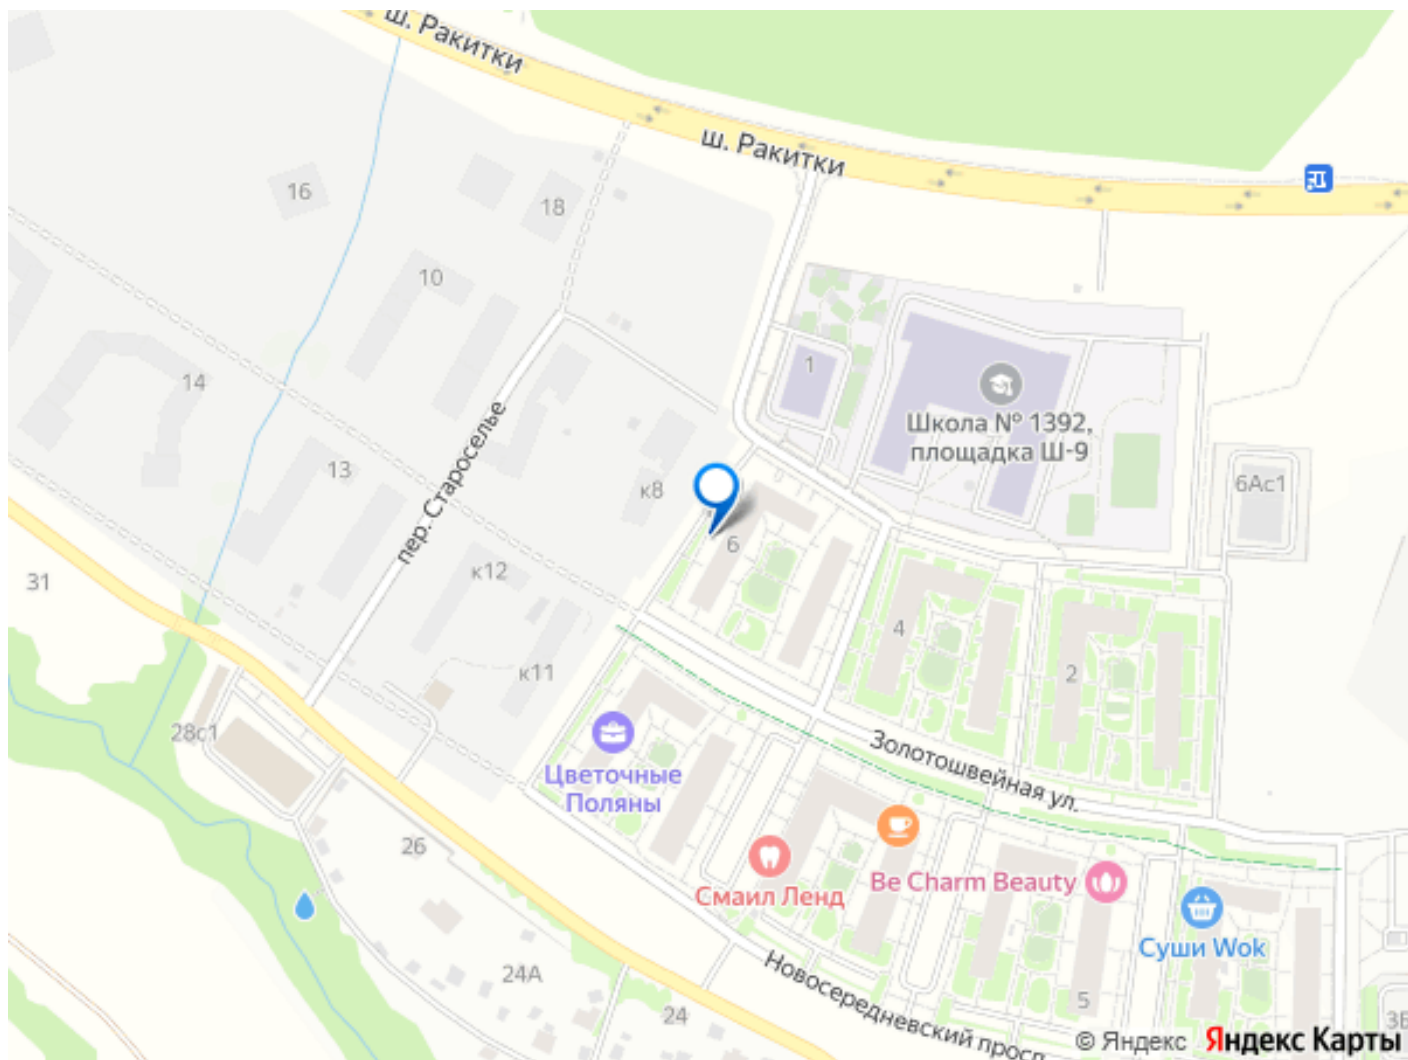 ш. Ракитки
ш. Ракитки
16
18
10
1
14
Школа № 1392,
площадка Ш-9
13
пер. Староселье
к8
6Ас1
6
31
к12
4
к11
2
28с1
Цветочные
Поляны
Золотошвейная ул.
26
Смаил Ленд
Be Charm Beauty
Суши Wok
24А
24
Новосередневский просп.
5
3Б
© Яндекс Яндекс Карты